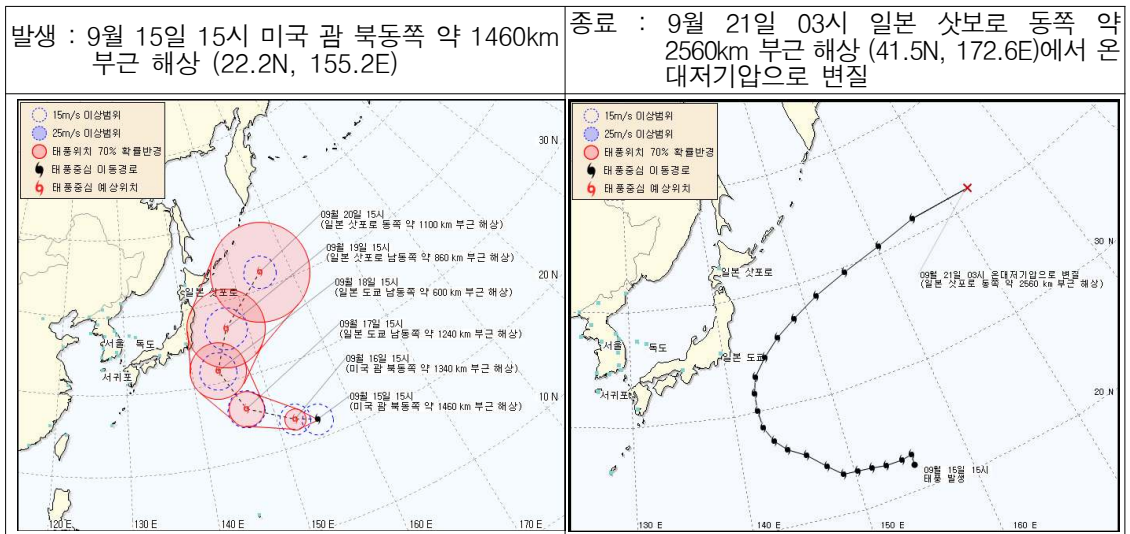 발생 : 9월 15일 15시 미국 괌 북동쪽 약 1460km
부근 해상 (22.2N, 155.2E)
종료 : 9월 21일 03시 일본 삿보로 동쪽 약
2560km 부근 해상 (41.5N, 172.6E)에서 온
대저기압으로 변질
15m/s 이상범위
25m/s 이상범위
태풍위치 70% 확률반경
태풍중심 이동경로
태풍중심 예상위치
30 N
09월 20일 15시
(일본 삿포로 동쪽 약 1100 km 부근 해상)
09월 19일 15시
(일본 삿포로 남동쪽 약 860 km 부근 해상)
20 N
09월 18일 15시
(일본 도쿄 남동쪽 약 600 km 부근 해상)
일본 삿포로
09월 17일 15시
(일본 도쿄 남동쪽 약 1240 km 부근 해상)
서울
독도
09월 16일 15시
(미국 괌 북동쪽 약 1340 km 부근 해상)
서귀포
09월 15일 15시
(미국 괌 북동쪽 약 1460 km 부근 해상)
10 N
120 E
130 E
140 E
150 E
160 E
170 E
15m/s 이상범위
25m/s 이상범위
태풍위치 70% 확률반경
태풍중심 이동경로
태풍중심 예상위치
30 N
일본 삿포로
09월 21일 03시 온대저기압으로 변질
(일본 삿포로 동쪽 약 2560 km 부근 해상)
서울
독도
일본 도쿄
서귀포
20 N
09월 15일 15시
태풍 발생
130 E
140 E
150 E
160 E